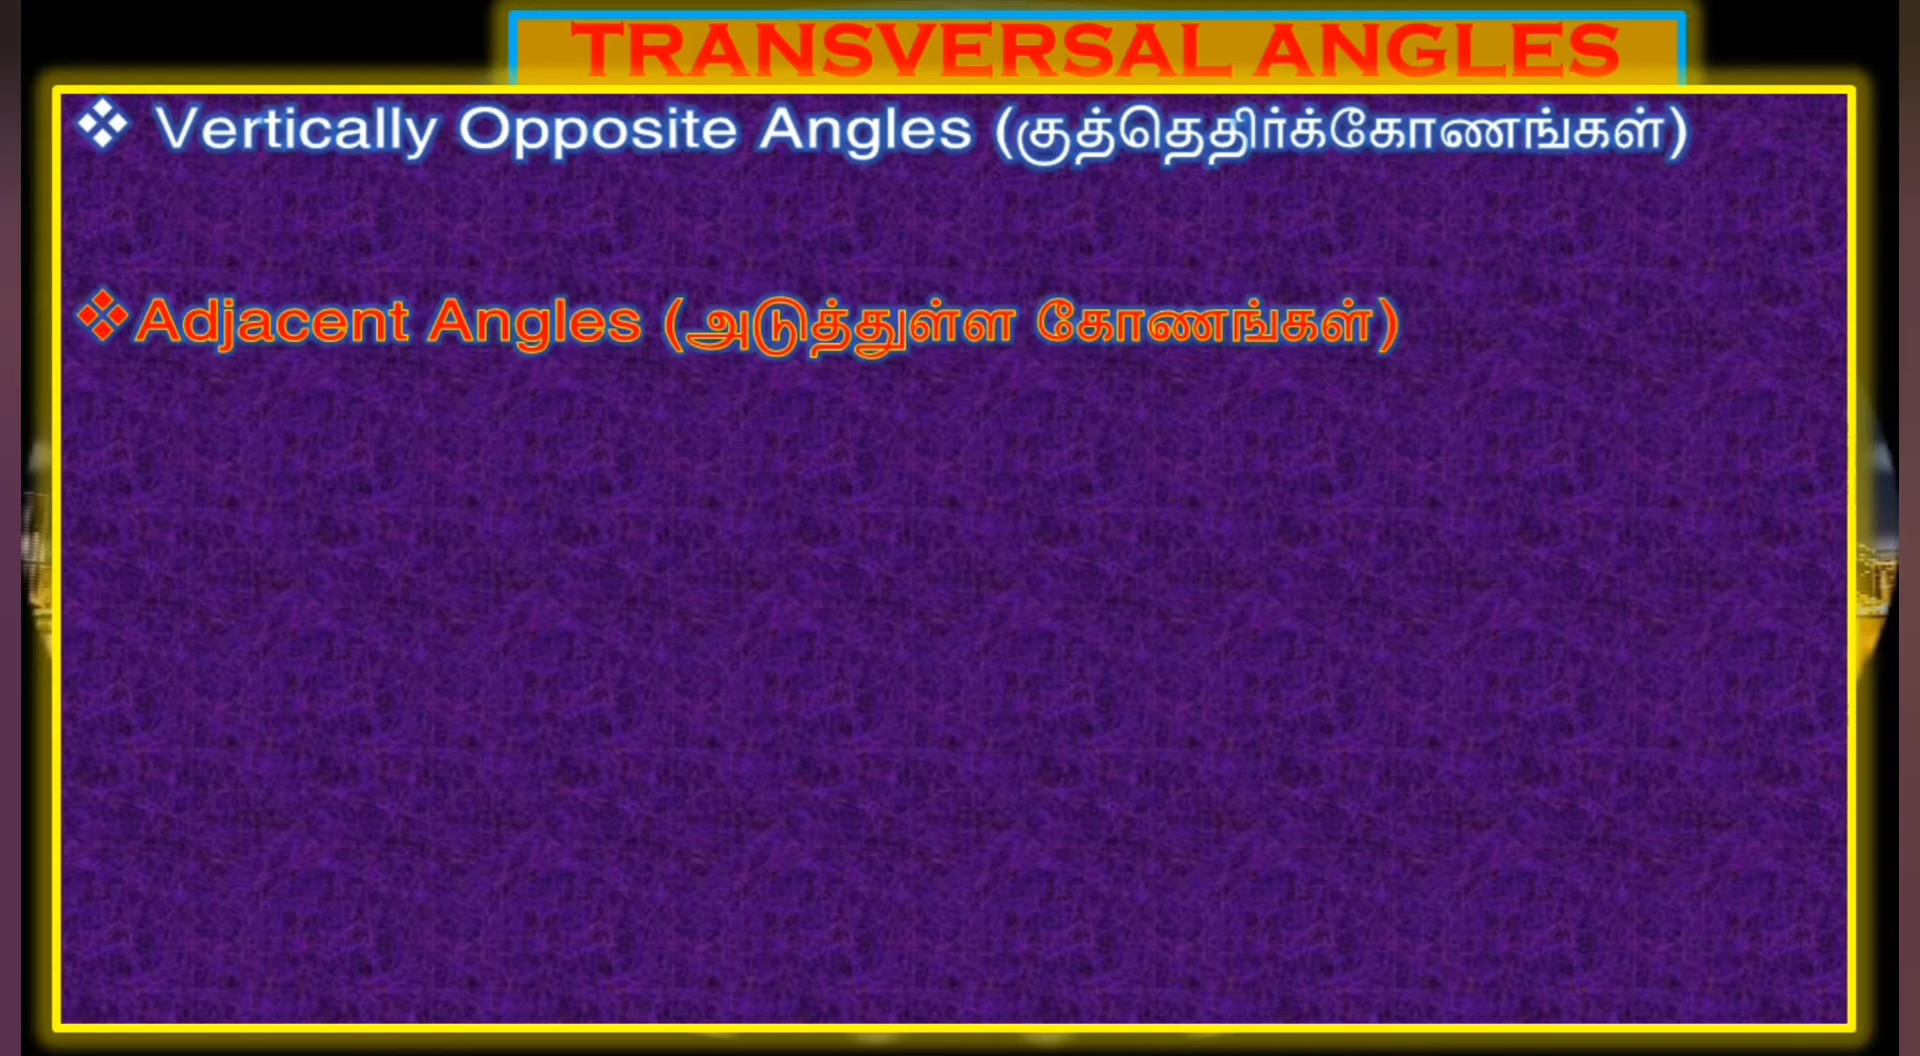 TRANSVERSAL ANGLES
❖ Vertically Opposite Angles (குத்தெதிர்க்கோணங்கள்)
❖Adjacent Angles (அடுத்துள்ள கோணங்கள்)